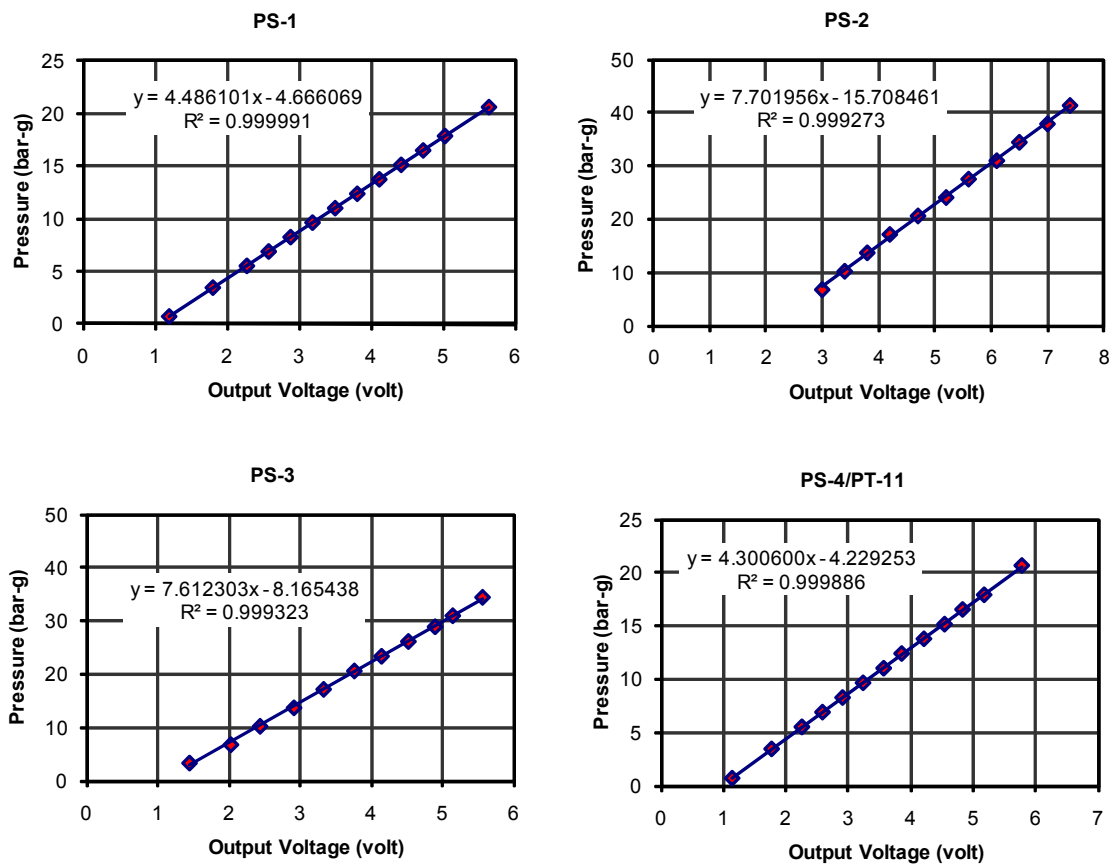 PS-1
y = 4.486101x - 4.666069
R² = 0.999991
Pressure (bar-g)
25
20
15
10
5
0
0 1 2 3 4 5 6
Output Voltage (volt)
PS-2
y = 7.701956x - 15.708461
R² = 0.999273
Pressure (bar-g)
50
40
30
20
10
0
0 1 2 3 4 5 6 7 8
Output Voltage (volt)
PS-3
y = 7.612303x - 8.165438
R² = 0.999323
Pressure (bar-g)
50
40
30
20
10
0
0 1 2 3 4 5 6
Output Voltage (volt)
PS-4/PT-11
y = 4.300600x - 4.229253
R² = 0.999886
Pressure (bar-g)
25
20
15
10
5
0
0 1 2 3 4 5 6 7
Output Voltage (volt)